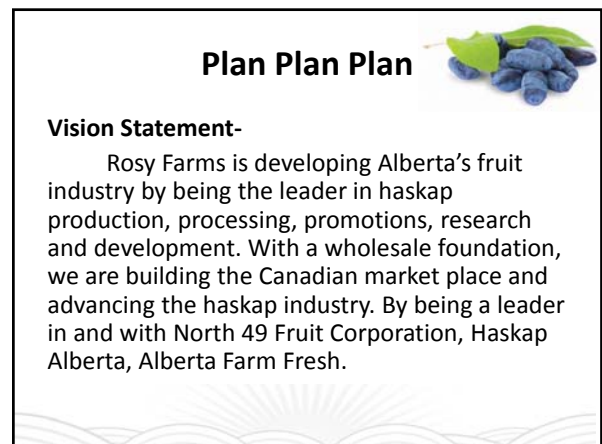 Plan Plan Plan
Vision Statement-
Rosy Farms is developing Alberta’s fruit
industry by being the leader in haskap
production, processing, promotions, research
and development. With a wholesale foundation,
we are building the Canadian market place and
advancing the haskap industry. By being a leader
in and with North 49 Fruit Corporation, Haskap
Alberta, Alberta Farm Fresh.